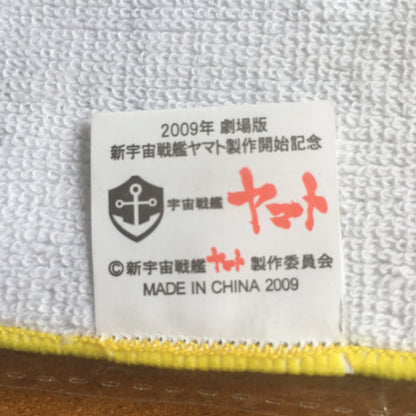 2009年 劇場版
新宇宙戦艦ヤマト製作開始記念
宇宙戦艦 ヤマト
©新宇宙戦艦ヤマト製作委員会
MADE IN CHINA 2009